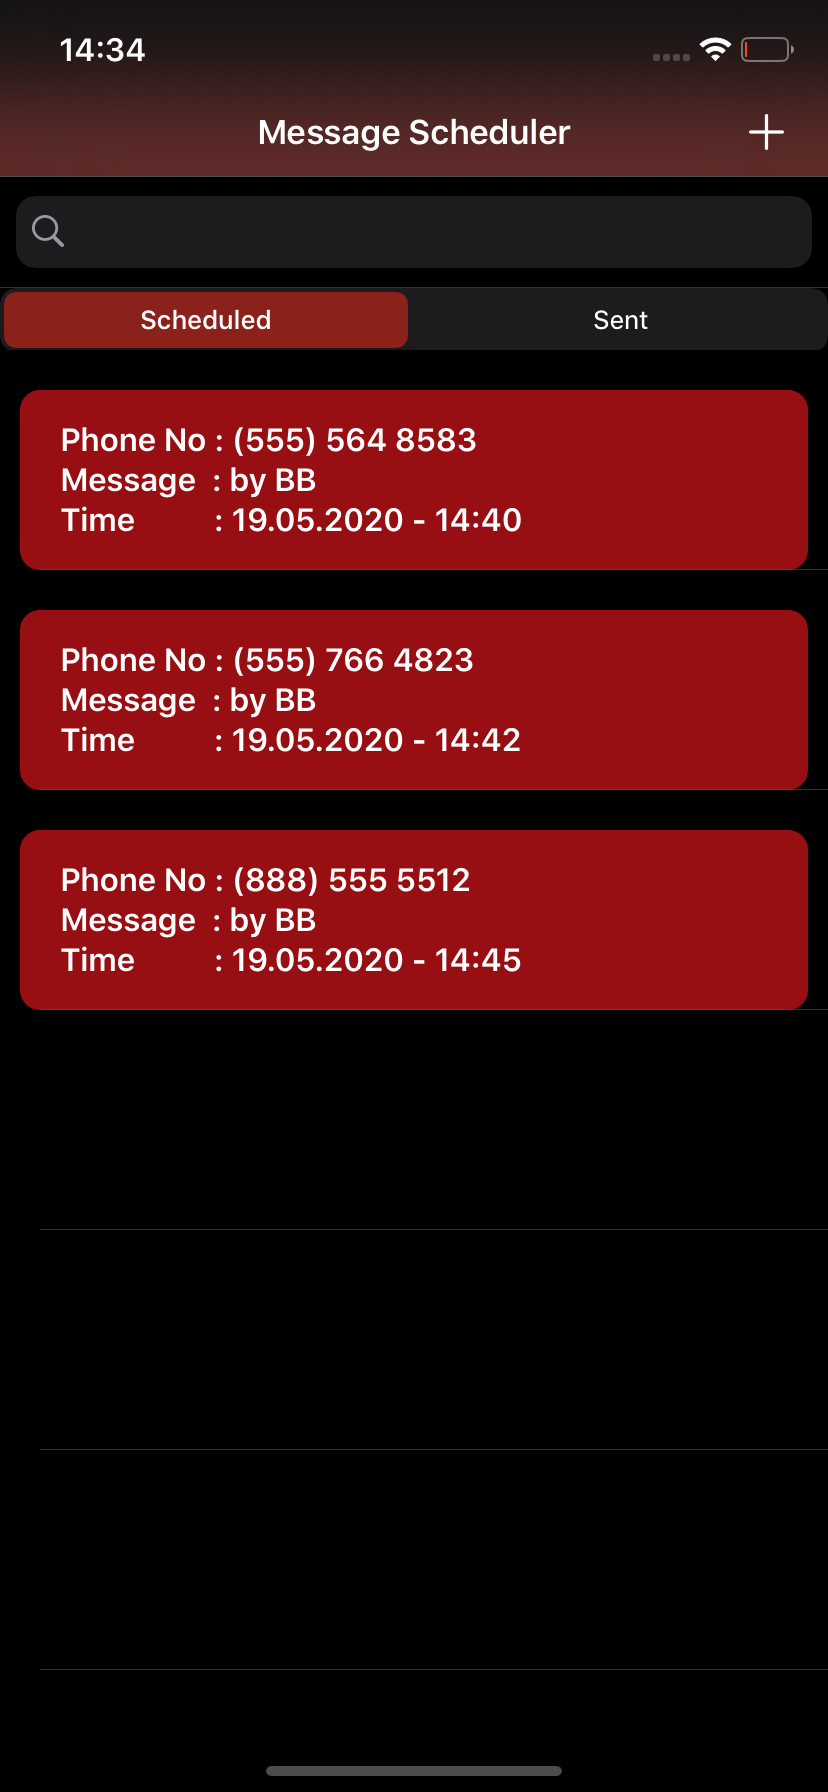 14:34
Message Scheduler
Scheduled
Sent
Phone No : (555) 564 8583
Message : by BB
Time : 19.05.2020 - 14:40
Phone No : (555) 766 4823
Message : by BB
Time : 19.05.2020 - 14:42
Phone No : (888) 555 5512
Message : by BB
Time : 19.05.2020 - 14:45